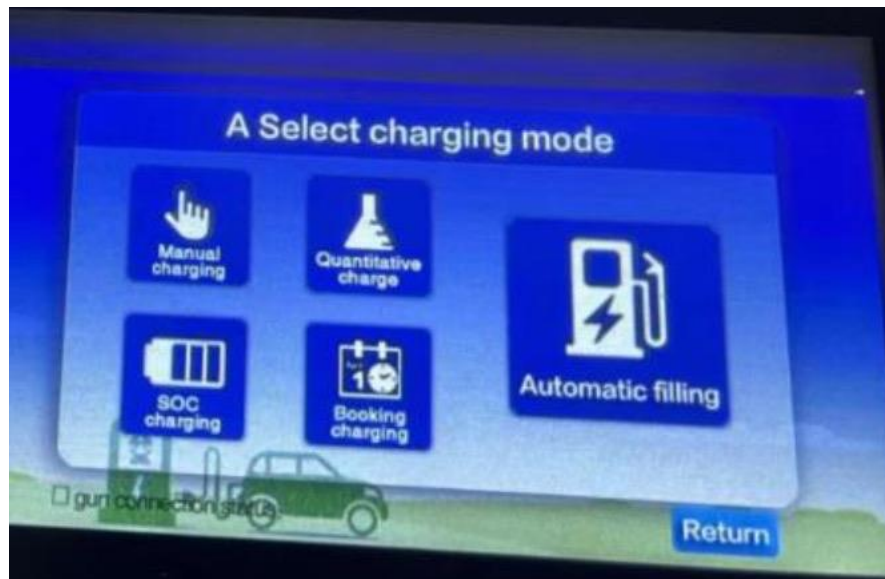 A Select charging mode
Manual
charging
Quantitative
charge
SOC
charging
Booking
charging
Automatic filling
gun connection status
Return